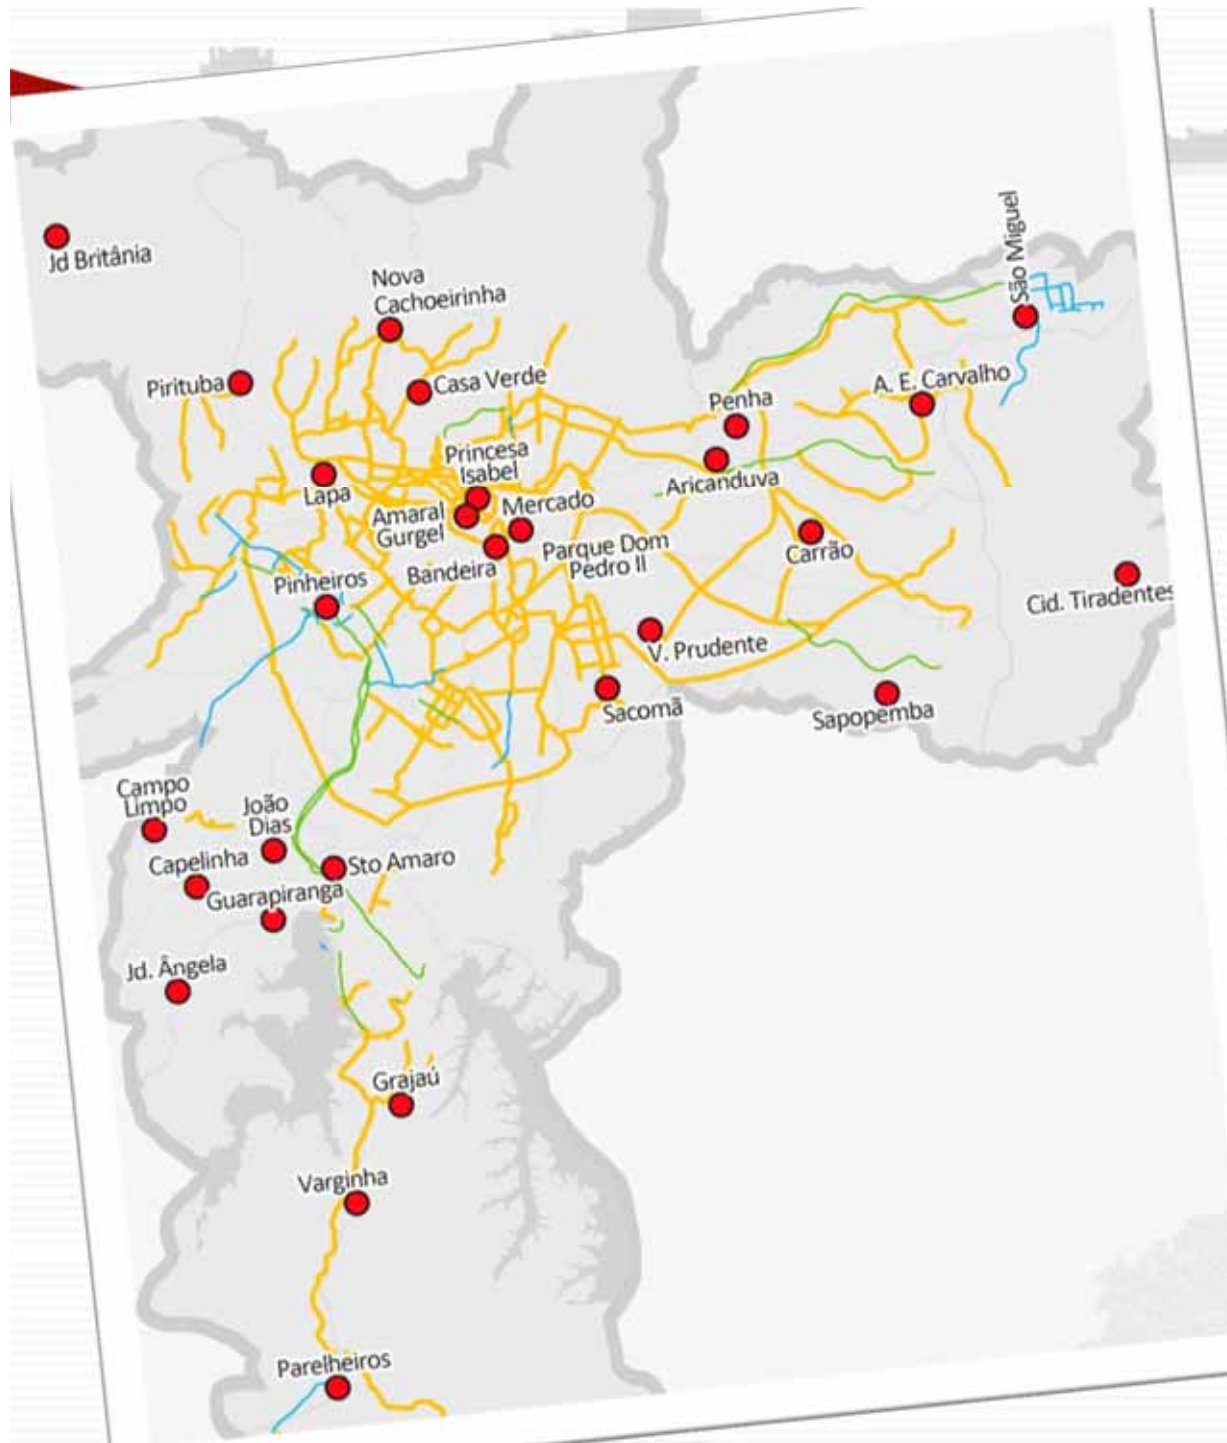 São Miguel
Jd Britânia
Nova
Cachoeirinha
Pirituba
Casa Verde
A. E. Carvalho
Penha
Princesa
Isabel
Aricanduva
Lapa
Mercado
Amaral
Gurgel
Carrão
Parque Dom
Pedro II
Bandeira
Pinheiros
Cid. Tiradentes
V. Prudente
Sacomã
Sapopemba
Campo
Limpo
João
Dias
Capelinha
Sto Amaro
Guarapiranga
Jd. Ângela
Grajaú
Varginha
Parelheiros